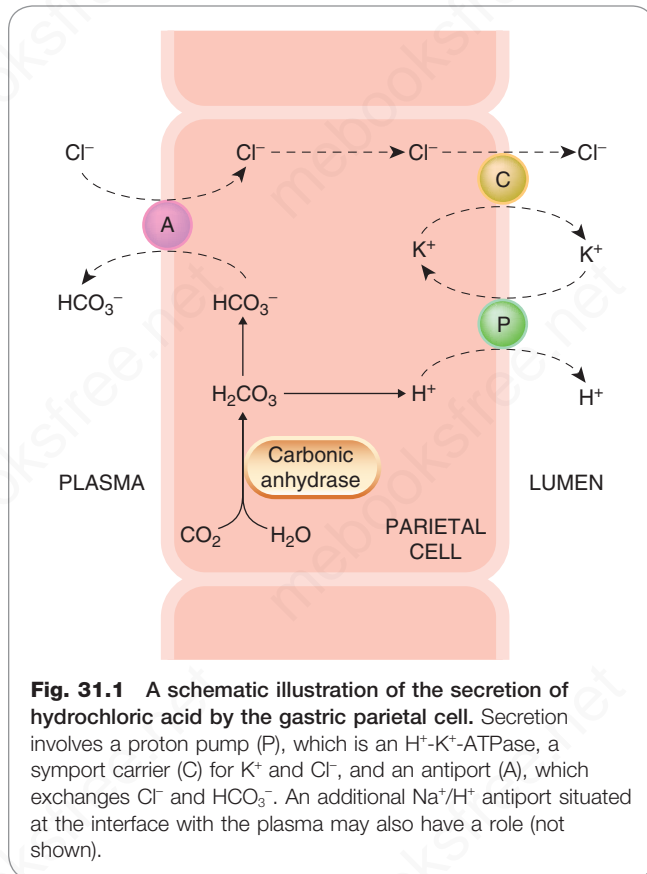 Cl⁻ Cl⁻ Cl⁻ Cl⁻
C
A
K⁺ K⁺
HCO₃⁻ HCO₃⁻
P
H₂CO₃ H⁺ H⁺
Carbonic
anhydrase
PLASMA LUMEN
CO₂ H₂O
PARIETAL
CELL
Fig. 31.1 A schematic illustration of the secretion of
hydrochloric acid by the gastric parietal cell. Secretion
involves a proton pump (P), which is an H⁺-K⁺-ATPase, a
symport carrier (C) for K⁺ and Cl⁻, and an antiport (A), which
exchanges Cl⁻ and HCO₃⁻. An additional Na⁺/H⁺ antiport situated
at the interface with the plasma may also have a role (not
shown).
mebooksfree.net